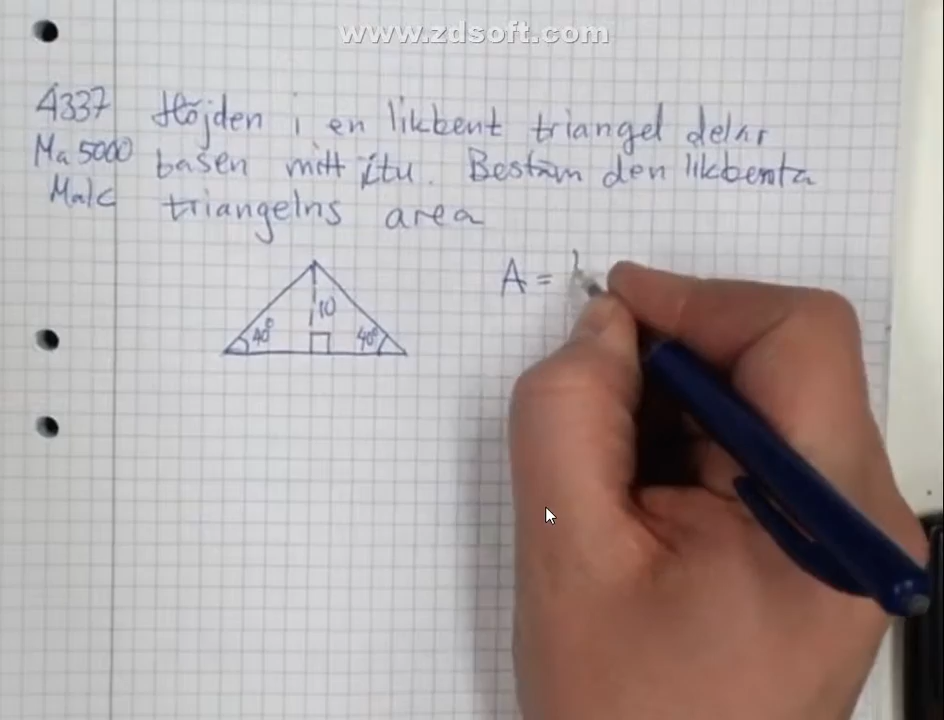 www.zdsoft.com
4337 Höjden i en likbent triangel delar
Ma 5000 basen mitt itu. Bestäm den likbenta
Ma1c triangelns area
A =
10
40° 40°